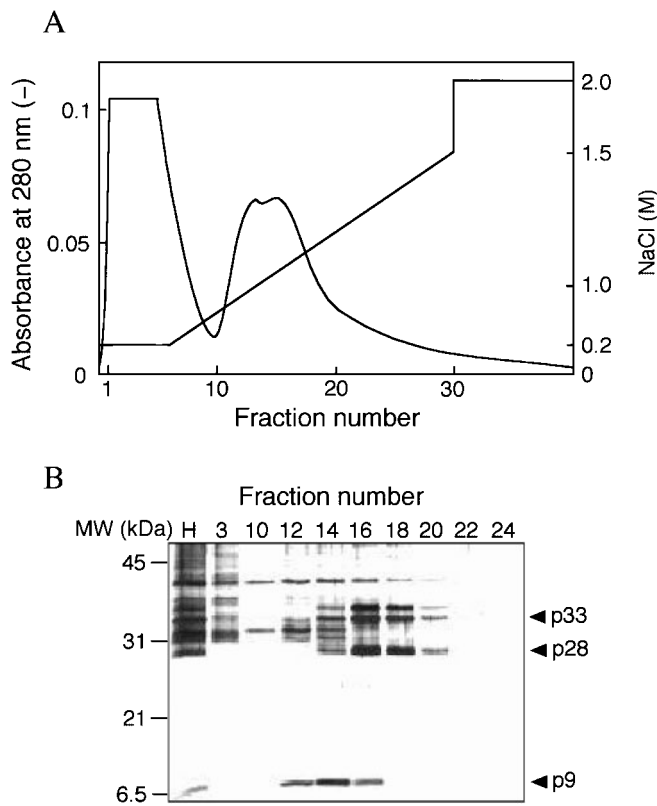 A
Absorbance at 280 nm (–)
0.1
0.05
0
2.0
1.5
1.0
0.2
0
NaCl (M)
1 10 20 30
Fraction number
B
Fraction number
MW (kDa) H 3 10 12 14 16 18 20 22 24
45
31
21
6.5
p33
p28
p9